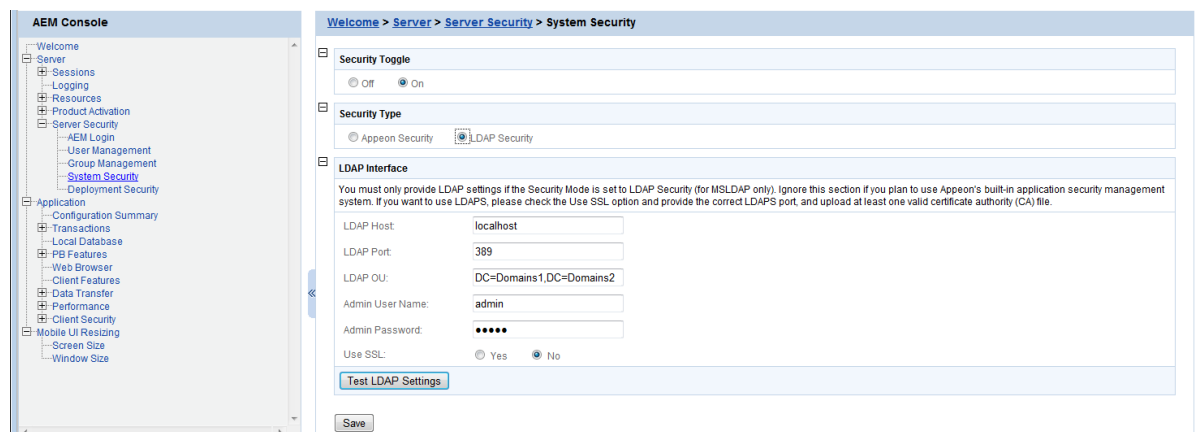 AEM Console
Welcome
Server
Sessions
Logging
Resources
Product Activation
Server Security
AEM Login
User Management
Group Management
System Security
Deployment Security
Application
Configuration Summary
Transactions
Local Database
PB Features
Web Browser
Client Features
Data Transfer
Performance
Client Security
Mobile UI Resizing
Screen Size
Window Size
Welcome > Server > Server Security > System Security
Security Toggle
Off On
Security Type
Appeon Security LDAP Security
LDAP Interface
You must only provide LDAP settings if the Security Mode is set to LDAP Security (for MSLDAP only). Ignore this section if you plan to use Appeon's built-in application security management
system. If you want to use LDAPS, please check the Use SSL option and provide the correct LDAPS port, and upload at least one valid certificate authority (CA) file.
LDAP Host: localhost
LDAP Port: 389
LDAP OU: DC=Domains1,DC=Domains2
Admin User Name: admin
Admin Password: •••••
Use SSL: Yes No
Test LDAP Settings
Save